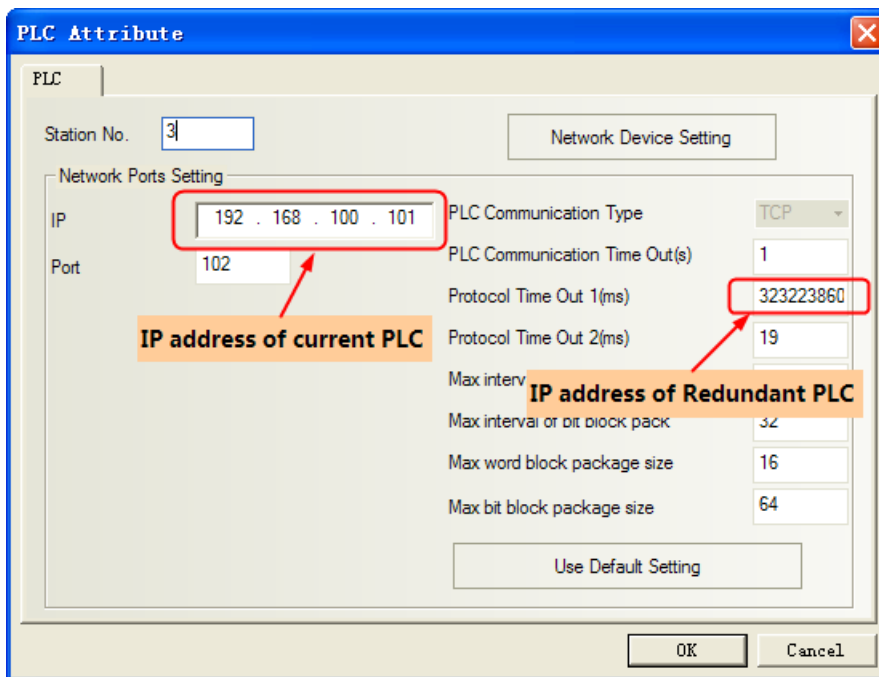 PLC Attribute
PLC
Station No. 3
Network Device Setting
Network Ports Setting
IP 192 . 168 . 100 . 101
Port 102
IP address of current PLC
PLC Communication Type TCP
PLC Communication Time Out(s) 1
Protocol Time Out 1(ms) 323223860
Protocol Time Out 2(ms) 19
Max interv
IP address of Redundant PLC
Max interval of bit block pack 32
Max word block package size 16
Max bit block package size 64
Use Default Setting
OK
Cancel